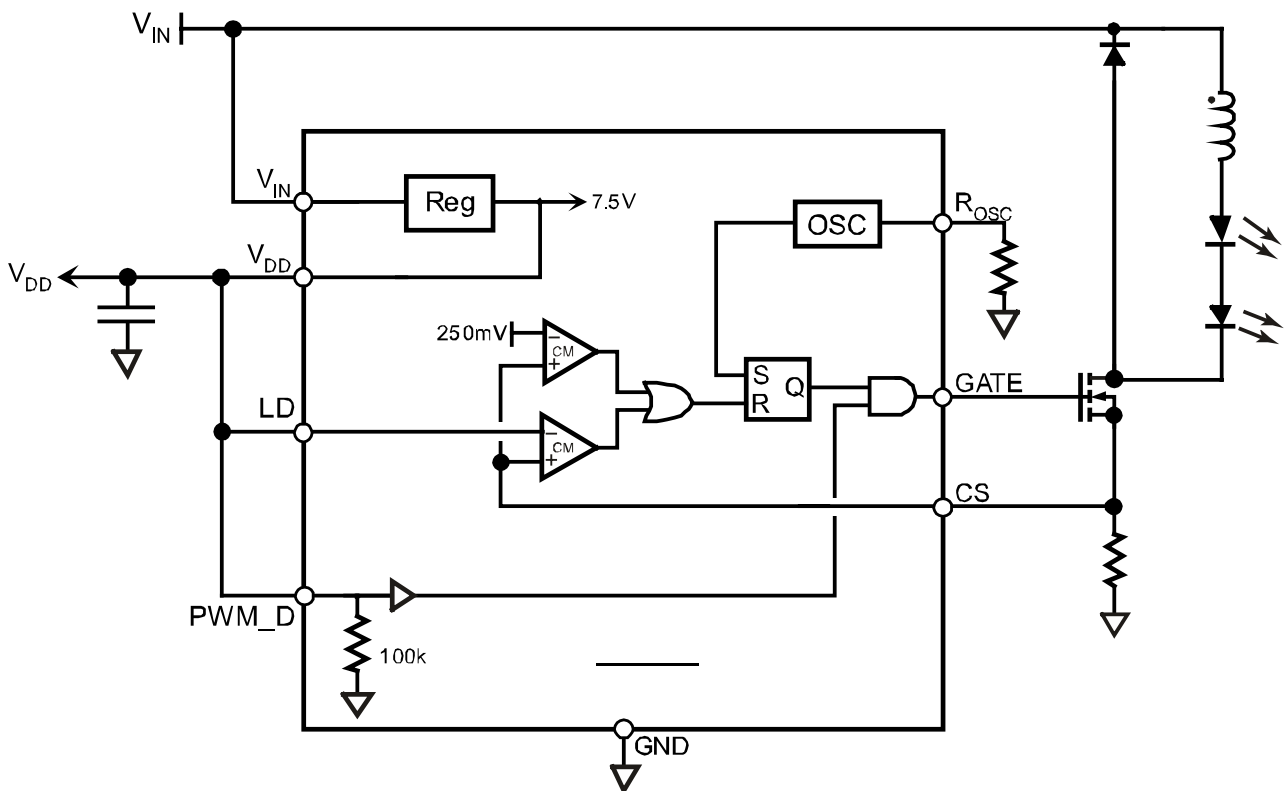 VIN
VIN
Reg
7.5V
OSC
ROSC
VDD
VDD
250mV
–
CM
+
S
Q
R
GATE
LD
–
CM
+
CS
PWM_D
100k
GND